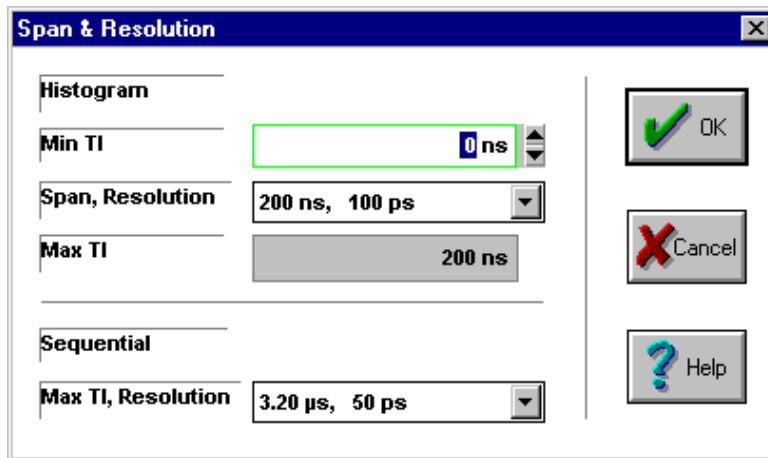 Span & Resolution
Histogram
Min TI 0 ns
Span, Resolution 200 ns, 100 ps
Max TI 200 ns
Sequential
Max TI, Resolution 3.20 µs, 50 ps
OK
Cancel
Help